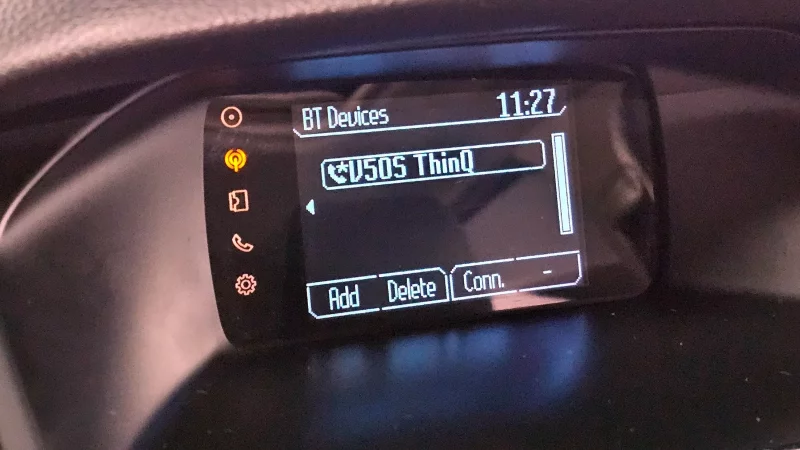 BT Devices 11:27
V50S ThinQ
Add Delete Conn. -